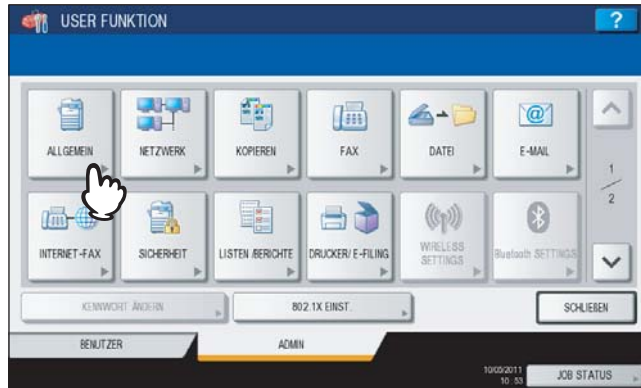 USER FUNKTION
?
ALLGEMEIN
NETZWERK
KOPIEREN
FAX
DATEI
E-MAIL
1
2
INTERNET-FAX
SICHERHEIT
LISTEN /BERICHTE
DRUCKER/ E-FILING
WIRELESS
SETTINGS
Bluetooth SETTINGS
KENNWORT ÄNDERN
802.1X EINST.
SCHLIEßEN
BENUTZER
ADMIN
10/03/2011
10 : 53
JOB STATUS